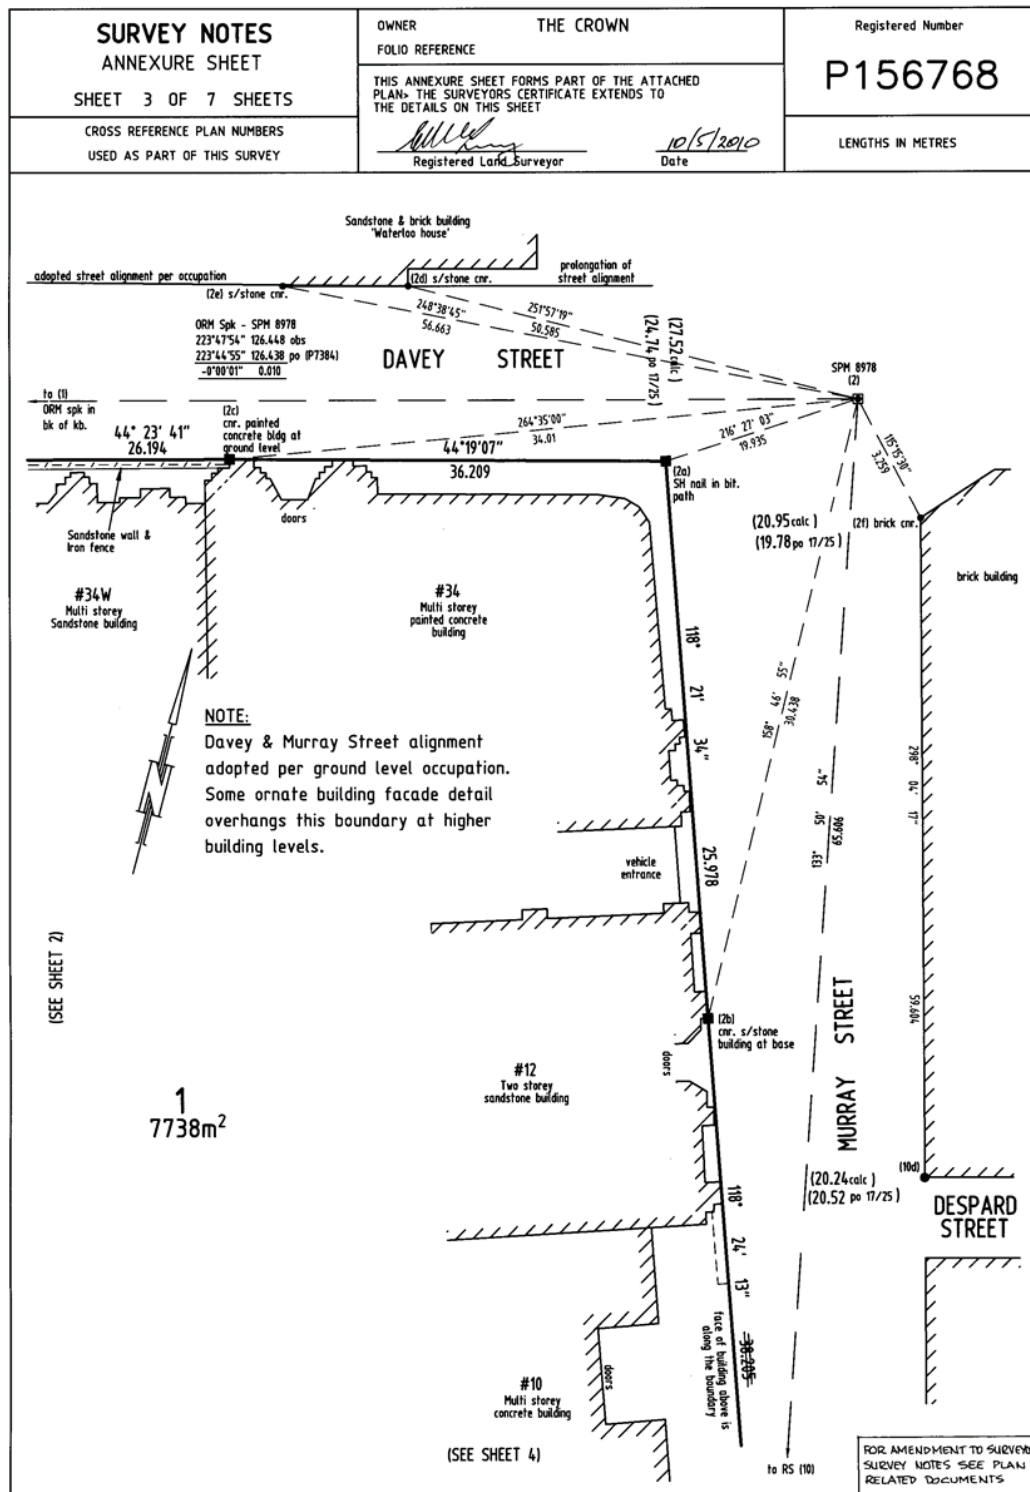 SURVEY NOTES
ANNEXURE SHEET
SHEET 3 OF 7 SHEETS
CROSS REFERENCE PLAN NUMBERS
USED AS PART OF THIS SURVEY
OWNER THE CROWN
FOLIO REFERENCE
THIS ANNEXURE SHEET FORMS PART OF THE ATTACHED
PLAN> THE SURVEYORS CERTIFICATE EXTENDS TO
THE DETAILS ON THIS SHEET
10/5/2010
Registered Land Surveyor Date
Registered Number
P156768
LENGTHS IN METRES
Sandstone & brick building
'Waterloo house'
adopted street alignment per occupation
(2e) s/stone cnr.
(2d) s/stone cnr.
prolongation of
street alignment
248°38'45"
56.663
251°57'19"
50.585
ORM Spk - SPM 8978
223°47'54" 126.448 obs
223°44'55" 126.438 po (P7384)
-0°00'01" 0.010
DAVEY STREET
(27.52 calc )
(24.74 po 17/25)
SPM 8978
(2)
to (1)
ORM spk in
bk of kb.
(2c)
cnr. painted
concrete bldg at
ground level
44° 23' 41"
26.194
264°35'00"
34.01
44°19'07"
36.209
216° 27' 03"
19.935
115°15'30"
3.259
(2a)
SH nail in bit.
path
doors
Sandstone wall &
Iron fence
(20.95 calc )
(19.78 po 17/25)
(2f) brick cnr.
brick building
#34W
Multi storey
Sandstone building
#34
Multi storey
painted concrete
building
118° 21' 34"
25.978
158° 46' 55"
30.438
133° 50' 54"
65.606
298° 04' 17"
59.604
NOTE:
Davey & Murray Street alignment
adopted per ground level occupation.
Some ornate building facade detail
overhangs this boundary at higher
building levels.
vehicle
entrance
(SEE SHEET 2)
(2b)
cnr. s/stone
building at base
doors
#12
Two storey
sandstone building
1
7738m²
MURRAY STREET
(10d)
(20.24 calc )
(20.52 po 17/25)
DESPARD
STREET
118° 24' 13"
38.205
face of building above is
along the boundary
doors
#10
Multi storey
concrete building
(SEE SHEET 4)
to RS (10)
FOR AMENDMENT TO SURVEYO
SURVEY NOTES SEE PLAN
RELATED DOCUMENTS